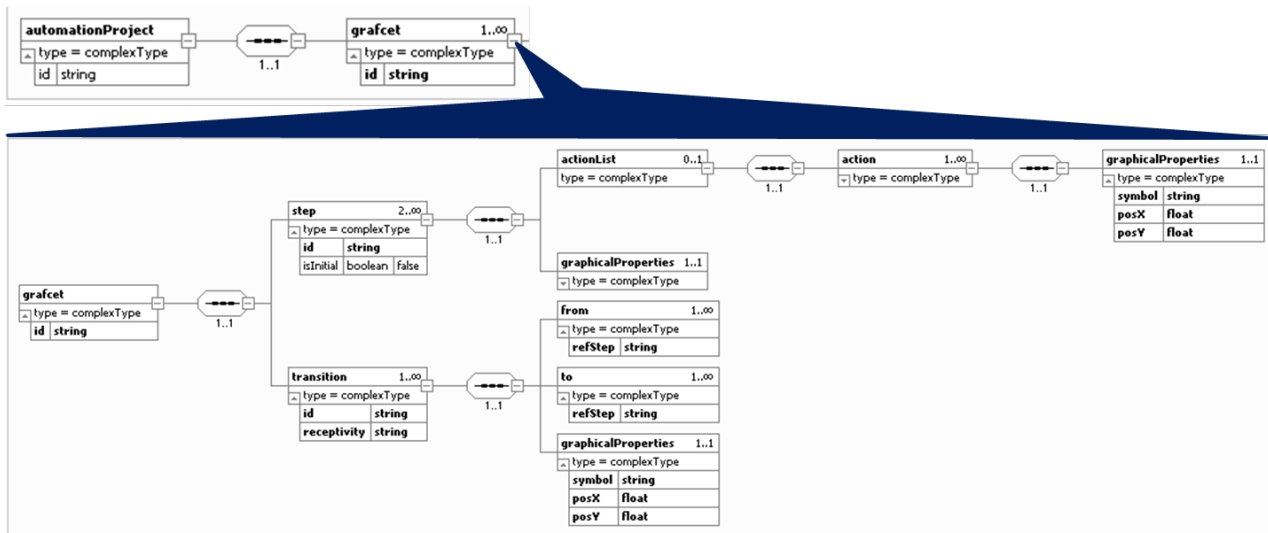 automationProject
type = complexType
id string
1..1
grafcet 1..∞
type = complexType
id string
grafcet
type = complexType
id string
1..1
step 2..∞
type = complexType
id string
isInitial boolean false
1..1
actionList 0..1
type = complexType
1..1
action 1..∞
type = complexType
1..1
graphicalProperties 1..1
type = complexType
symbol string
posX float
posY float
graphicalProperties 1..1
type = complexType
transition 1..∞
type = complexType
id string
receptivity string
1..1
from 1..∞
type = complexType
refStep string
to 1..∞
type = complexType
refStep string
graphicalProperties 1..1
type = complexType
symbol string
posX float
posY float